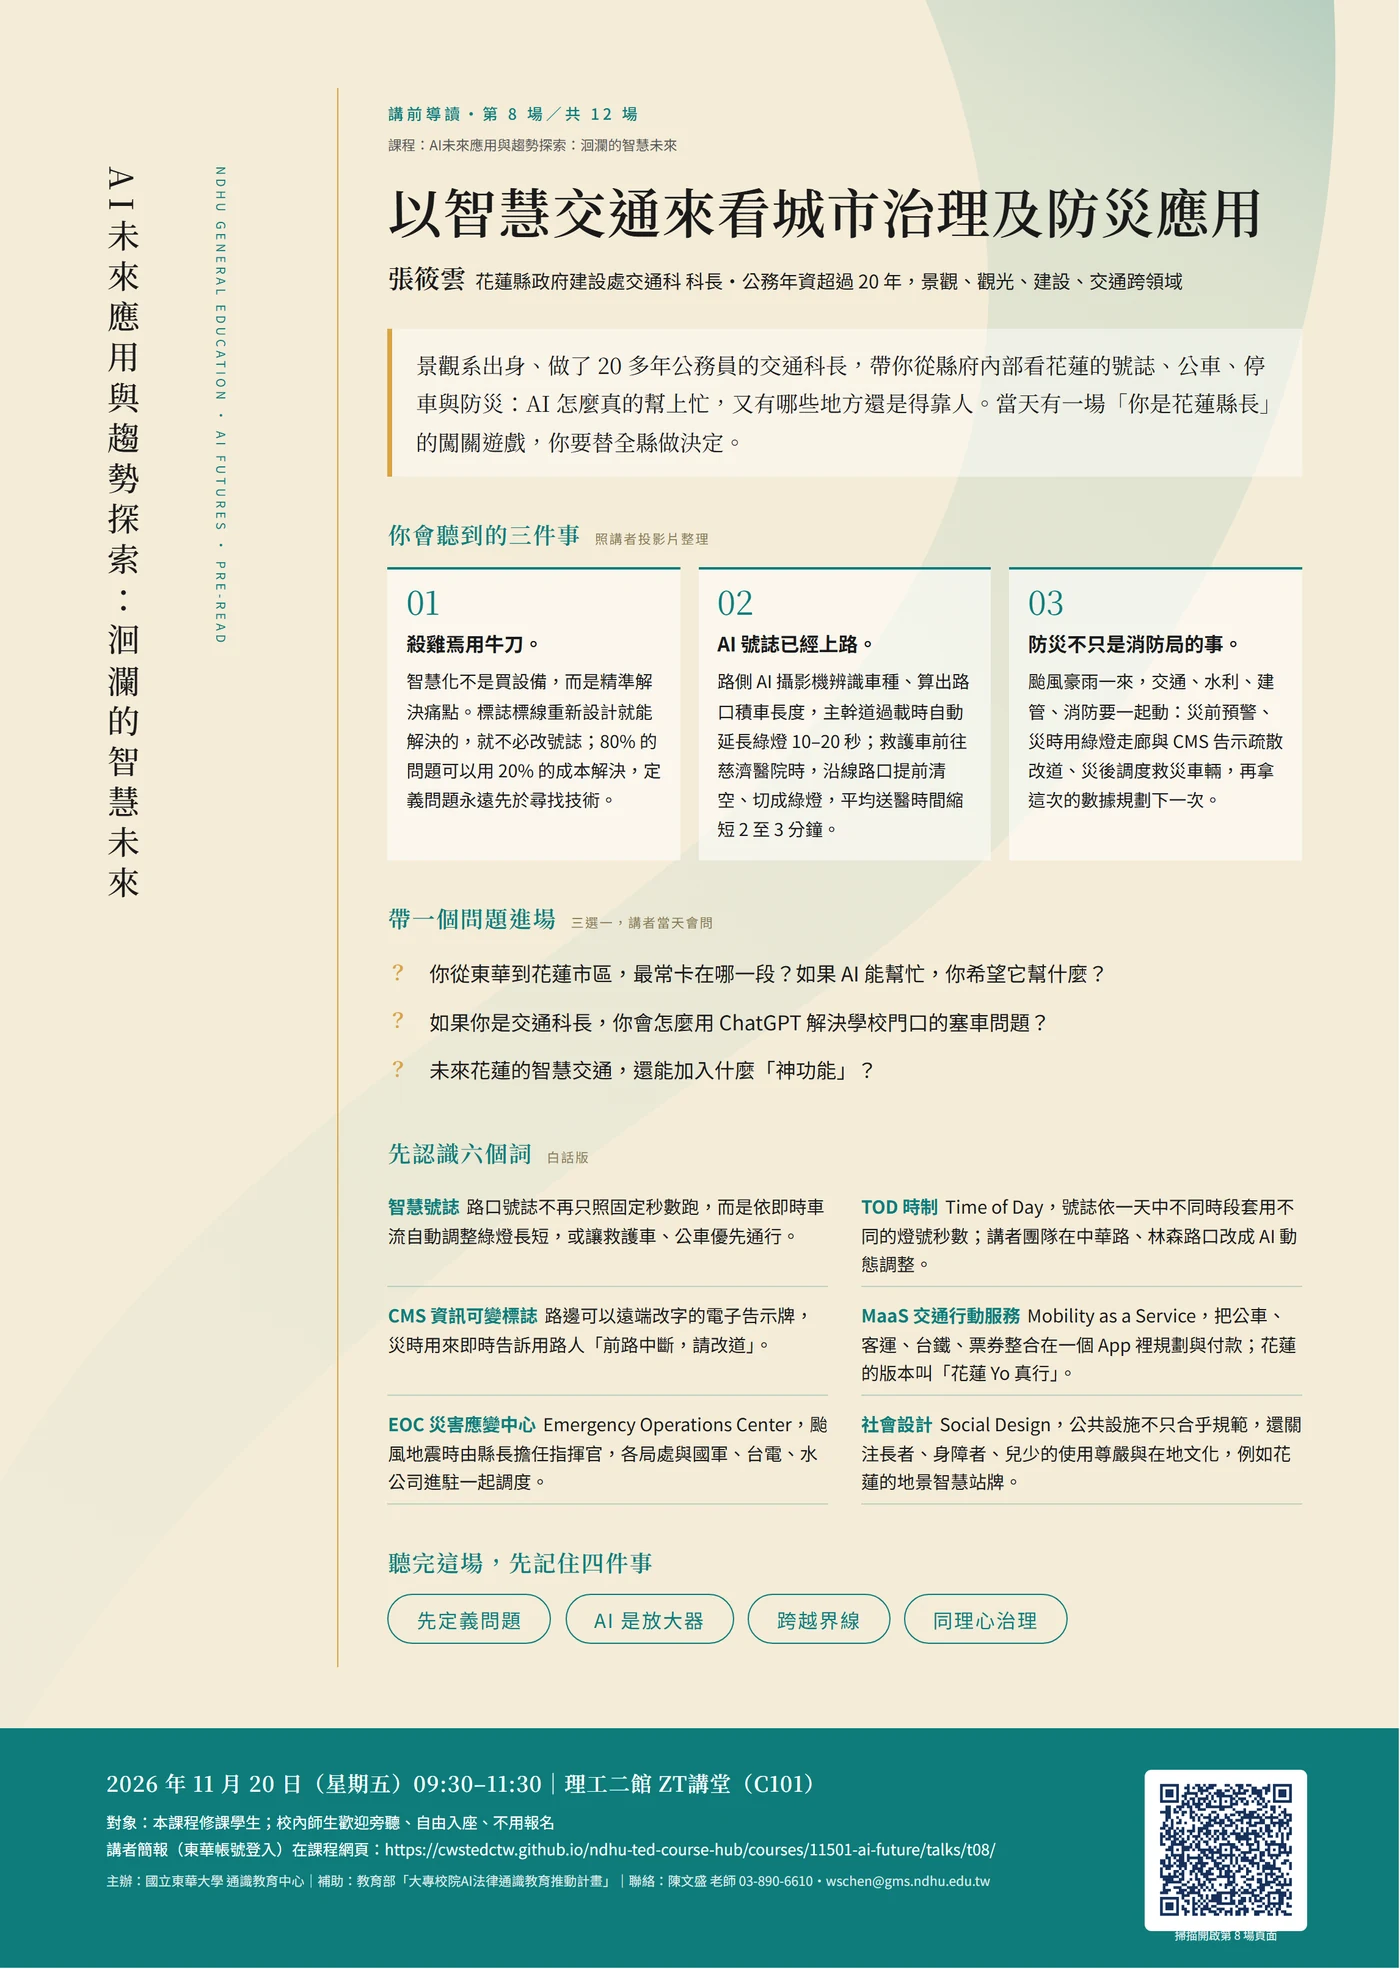 AI未來應用與趨勢探索：洄瀾的智慧未來
NDHU GENERAL EDUCATION · AI FUTURES · PRE-READ
講前導讀・第 8 場／共 12 場
課程：AI未來應用與趨勢探索：洄瀾的智慧未來
以智慧交通來看城市治理及防災應用
張筱雲 花蓮縣政府建設處交通科 科長・公務年資超過 20 年，景觀、觀光、建設、交通跨領域
景觀系出身、做了 20 多年公務員的交通科長，帶你從縣府內部看花蓮的號誌、公車、停
車與防災：AI 怎麼真的幫上忙，又有哪些地方還是得靠人。當天有一場「你是花蓮縣長」
的闖關遊戲，你要替全縣做決定。
你會聽到的三件事 照講者投影片整理
01
殺雞焉用牛刀。
智慧化不是買設備，而是精準解
決痛點。標誌標線重新設計就能
解決的，就不必改號誌；80% 的
問題可以用 20% 的成本解決，定
義問題永遠先於尋找技術。
02
AI 號誌已經上路。
路側 AI 攝影機辨識車種、算出路
口積車長度，主幹道過載時自動
延長綠燈 10–20 秒；救護車前往
慈濟醫院時，沿線路口提前清
空、切成綠燈，平均送醫時間縮
短 2 至 3 分鐘。
03
防災不只是消防局的事。
颱風豪雨一來，交通、水利、建
管、消防要一起動：災前預警、
災時用綠燈走廊與 CMS 告示疏散
改道、災後調度救災車輛，再拿
這次的數據規劃下一次。
帶一個問題進場 三選一，講者當天會問
? 你從東華到花蓮市區，最常卡在哪一段？如果 AI 能幫忙，你希望它幫什麼？
? 如果你是交通科長，你會怎麼用 ChatGPT 解決學校門口的塞車問題？
? 未來花蓮的智慧交通，還能加入什麼「神功能」？
先認識六個詞 白話版
智慧號誌 路口號誌不再只照固定秒數跑，而是依即時車
流自動調整綠燈長短，或讓救護車、公車優先通行。
TOD 時制 Time of Day，號誌依一天中不同時段套用不
同的燈號秒數；講者團隊在中華路、林森路口改成 AI 動
態調整。
CMS 資訊可變標誌 路邊可以遠端改字的電子告示牌，
災時用來即時告訴用路人「前路中斷，請改道」。
MaaS 交通行動服務 Mobility as a Service，把公車、
客運、台鐵、票券整合在一個 App 裡規劃與付款；花蓮
的版本叫「花蓮 Yo 真行」。
EOC 災害應變中心 Emergency Operations Center，颱
風地震時由縣長擔任指揮官，各局處與國軍、台電、水
公司進駐一起調度。
社會設計 Social Design，公共設施不只合乎規範，還關
注長者、身障者、兒少的使用尊嚴與在地文化，例如花
蓮的地景智慧站牌。
聽完這場，先記住四件事
先定義問題
AI 是放大器
跨越界線
同理心治理
2026 年 11 月 20 日（星期五）09:30–11:30｜理工二館 ZT講堂（C101）
對象：本課程修課學生；校內師生歡迎旁聽、自由入座、不用報名
講者簡報（東華帳號登入）在課程網頁：https://cwstedctw.github.io/ndhu-ted-course-hub/courses/11501-ai-future/talks/t08/
主辦：國立東華大學 通識教育中心｜補助：教育部「大專校院AI法律通識教育推動計畫」｜聯絡：陳文盛 老師 03-890-6610・wschen@gms.ndhu.edu.tw
掃描開啟第 8 場頁面